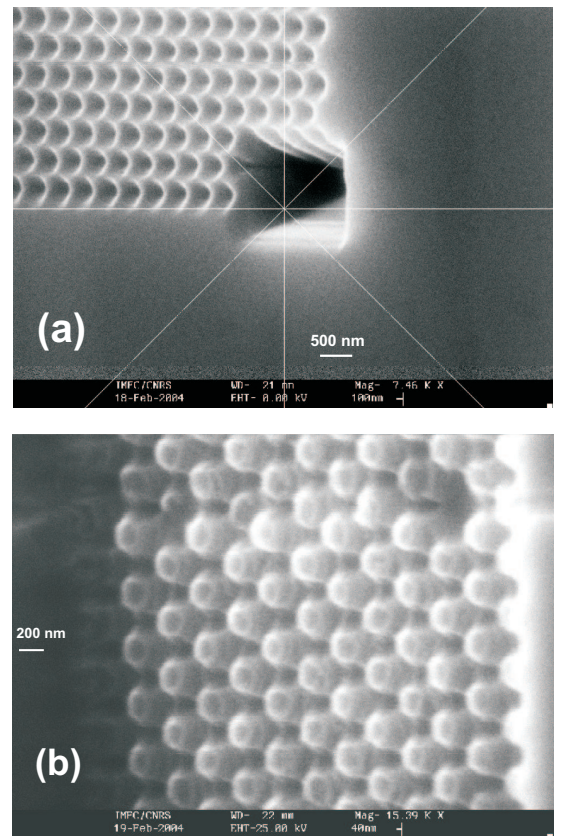 (a)
500 nm
IMFC/CNRS WD- 21 mm Mag- 7.46 K X
18-Feb-2004 EHT- 0.00 kV 100nm
200 nm
(b)
IMFC/CNRS WD- 22 mm Mag- 15.39 K X
19-Feb-2004 EHT-25.00 kV 40nm